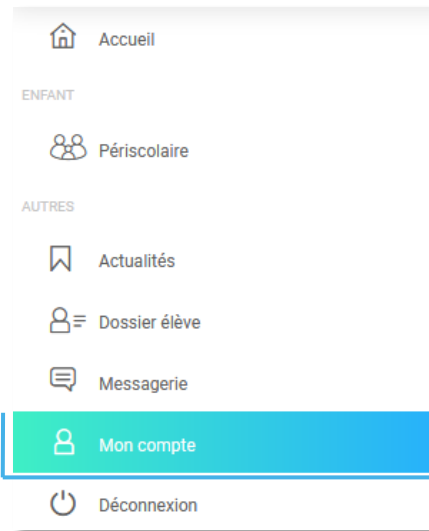 Accueil
ENFANT
Périscolaire
AUTRES
Actualités
Dossier élève
Messagerie
Mon compte
Déconnexion